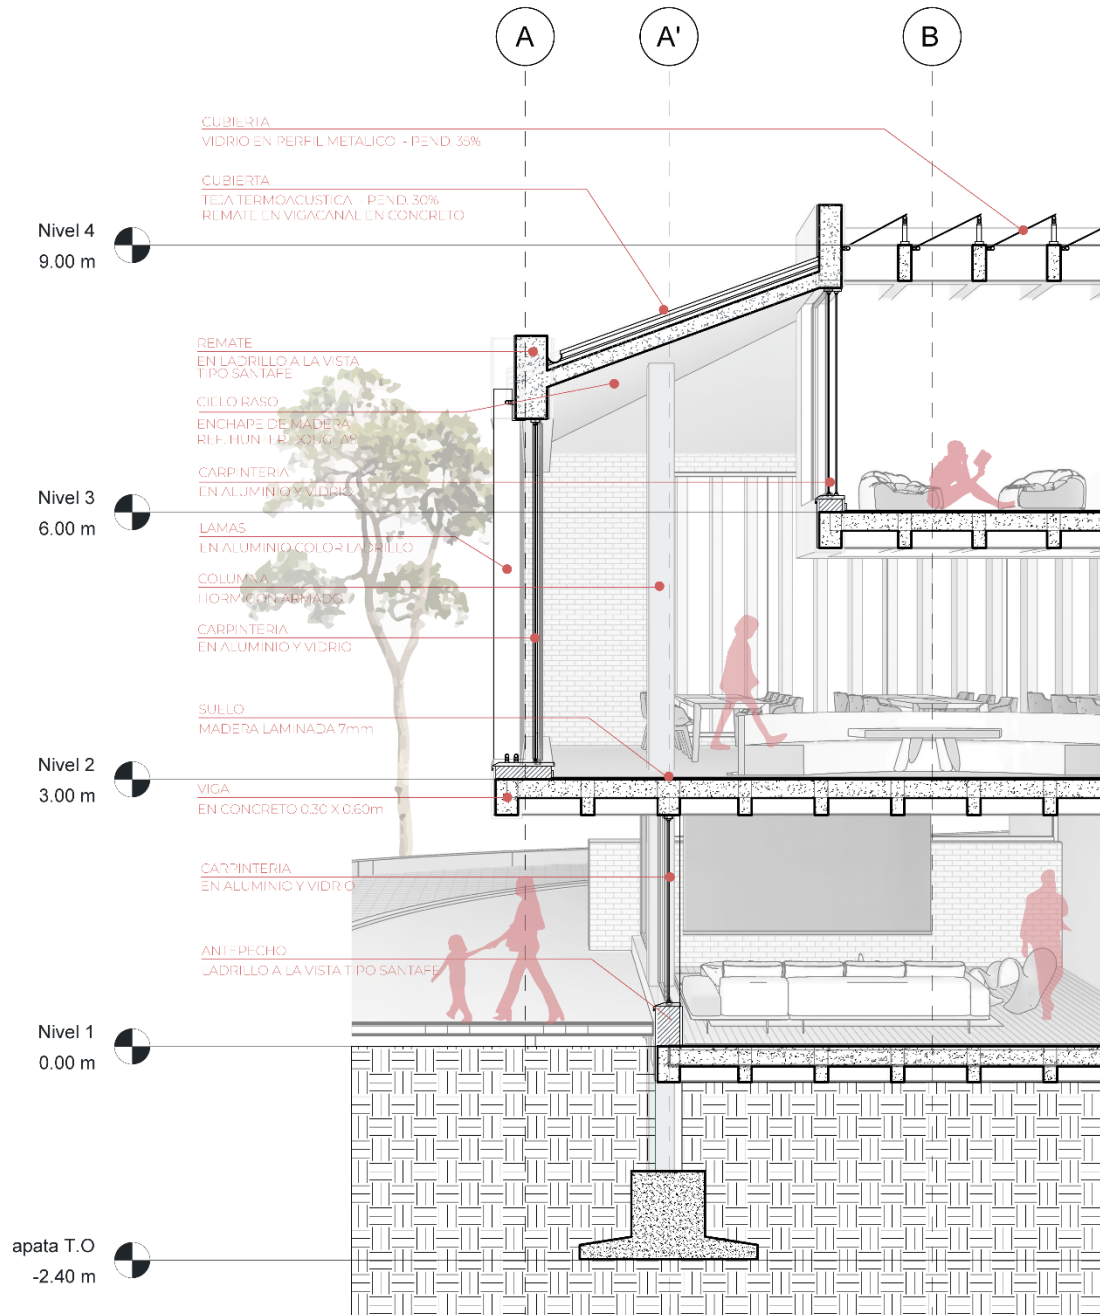 A
A'
B
CUBIERTA
VIDRIO EN PERFIL METALICO - PEND. 35%
CUBIERTA
TEJA TERMOACUSTICA - PEND. 30%
REMATE EN VIGACANAL EN CONCRETO
Nivel 4
9.00 m
REMATE
EN LADRILLO A LA VISTA
TIPO SANTAFE
CIELO RASO
ENCHAPE DE MADERA
REF. HUNTER DOUGLAS
CARPINTERIA
EN ALUMINIO Y VIDRIO
Nivel 3
6.00 m
LAMAS
EN ALUMINIO COLOR LADRILLO
COLUMNA
HORMIGON ARMADO
CARPINTERIA
EN ALUMINIO Y VIDRIO
SUELO
MADERA LAMINADA 7mm
Nivel 2
3.00 m
VIGA
EN CONCRETO 0.30 X 0.60m
CARPINTERIA
EN ALUMINIO Y VIDRIO
ANTEPECHO
LADRILLO A LA VISTA TIPO SANTAFE
Nivel 1
0.00 m
apata T.O
-2.40 m